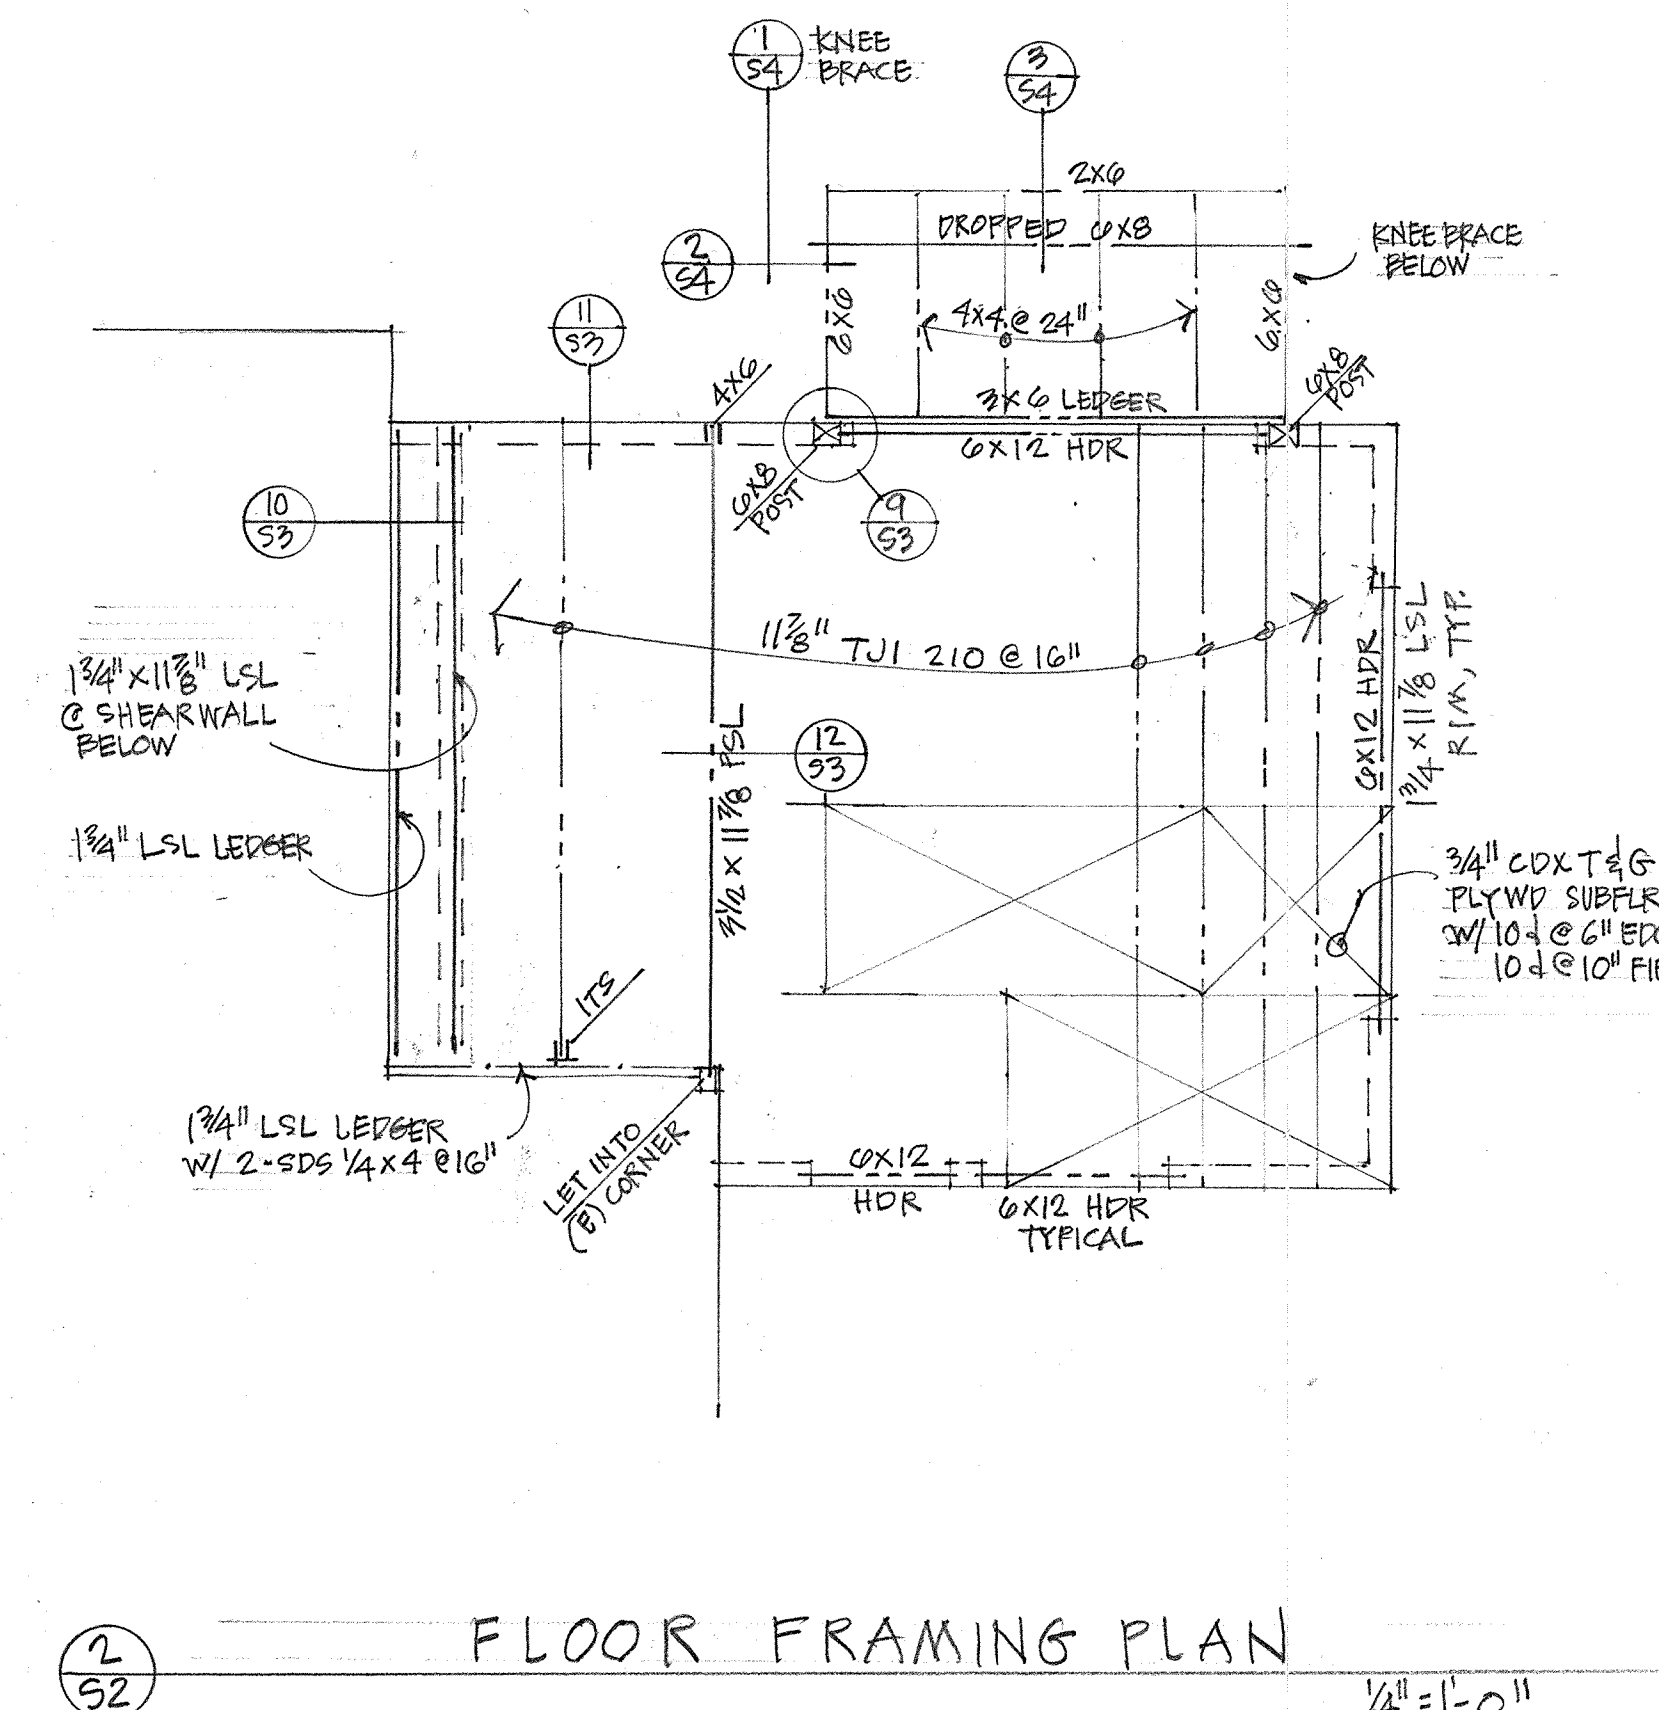 1
S4
KNEE
BRACE
3
S4
2X6
DROPPED 6X8
2
S4
KNEE BRACE
BELOW
6X6
4X4 @ 24"
6X6
11
S3
4X6
3X6 LEDGER
6X8
POST
6X12 HDR
6X8
POST
10
S3
9
S3
11 7/8" TJI 210 @ 16"
1 3/4" X 11 7/8" LSL
@ SHEARWALL
BELOW
6X12 HDR
1 3/4 X 11 7/8 LSL
RIM, TYP.
12
S3
3 1/2 X 11 7/8 PSL
1 3/4" LSL LEDGER
3/4" CDX T&G
PLYWD SUBFLR
W/ 10d @ 6" ED
10d @ 10" FI
ITS
1 3/4" LSL LEDGER
W/ 2-SDS 1/4 X 4 @ 16"
LET INTO
(E) CORNER
6X12
HDR
6X12 HDR
TYPICAL
2
S2
FLOOR FRAMING PLAN
1/4" = 1'-0"